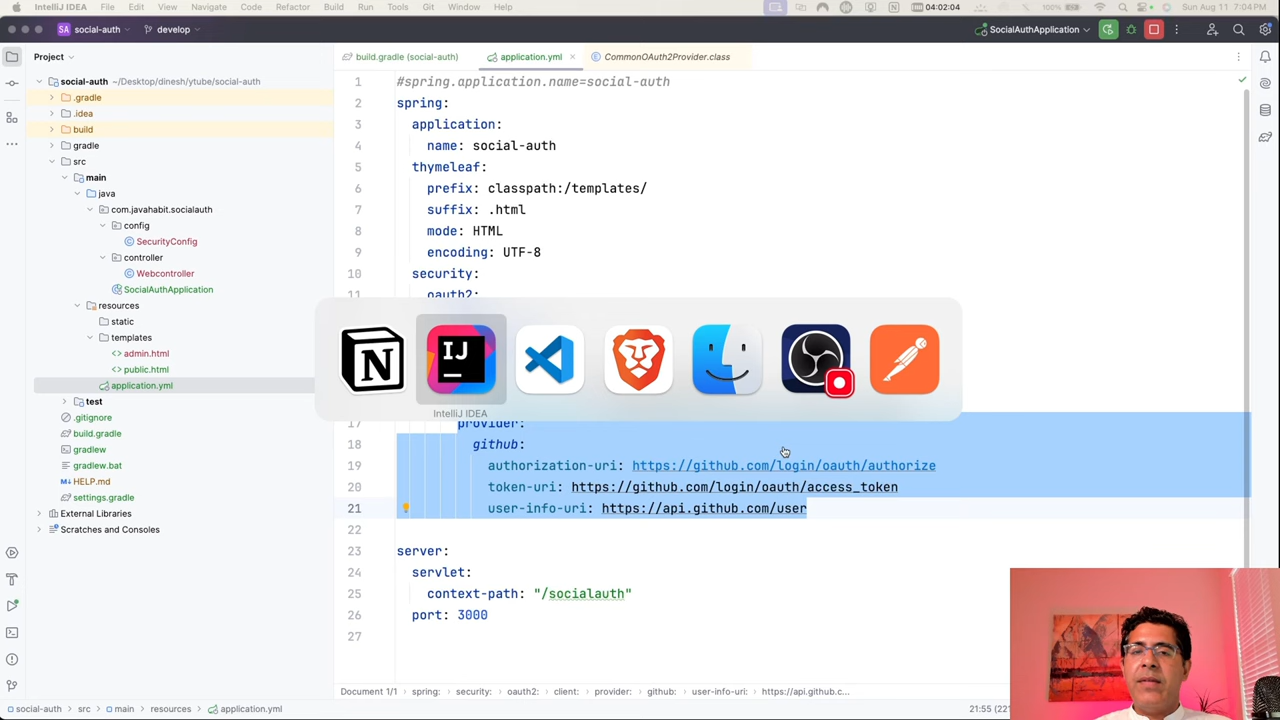 IntelliJ IDEA File Edit View Navigate Code Refactor Build Run Tools Git Window Help 04:02:04 Sun Aug 11 7:04 PM
SA social-auth develop SocialAuthApplication
Project
build.gradle (social-auth) application.yml CommonOAuth2Provider.class
social-auth ~/Desktop/dinesh/ytube/social-auth
.gradle
.idea
build
gradle
src
main
java
com.javahabit.socialauth
config
SecurityConfig
controller
Webcontroller
SocialAuthApplication
resources
static
templates
admin.html
public.html
application.yml
test
.gitignore
build.gradle
gradlew
gradlew.bat
HELP.md
settings.gradle
External Libraries
Scratches and Consoles
1 #spring.application.name=social-auth
2 spring:
3 application:
4 name: social-auth
5 thymeleaf:
6 prefix: classpath:/templates/
7 suffix: .html
8 mode: HTML
9 encoding: UTF-8
10 security:
11 oauth2:
N IJ
IntelliJ IDEA
17 provider:
18 github:
19 authorization-uri: https://github.com/login/oauth/authorize
20 token-uri: https://github.com/login/oauth/access_token
21 user-info-uri: https://api.github.com/user
22
23 server:
24 servlet:
25 context-path: "/socialauth"
26 port: 3000
27
Document 1/1 spring: security: oauth2: client: provider: github: user-info-uri: https://api.github.c...
social-auth src main resources application.yml 21:55 (221